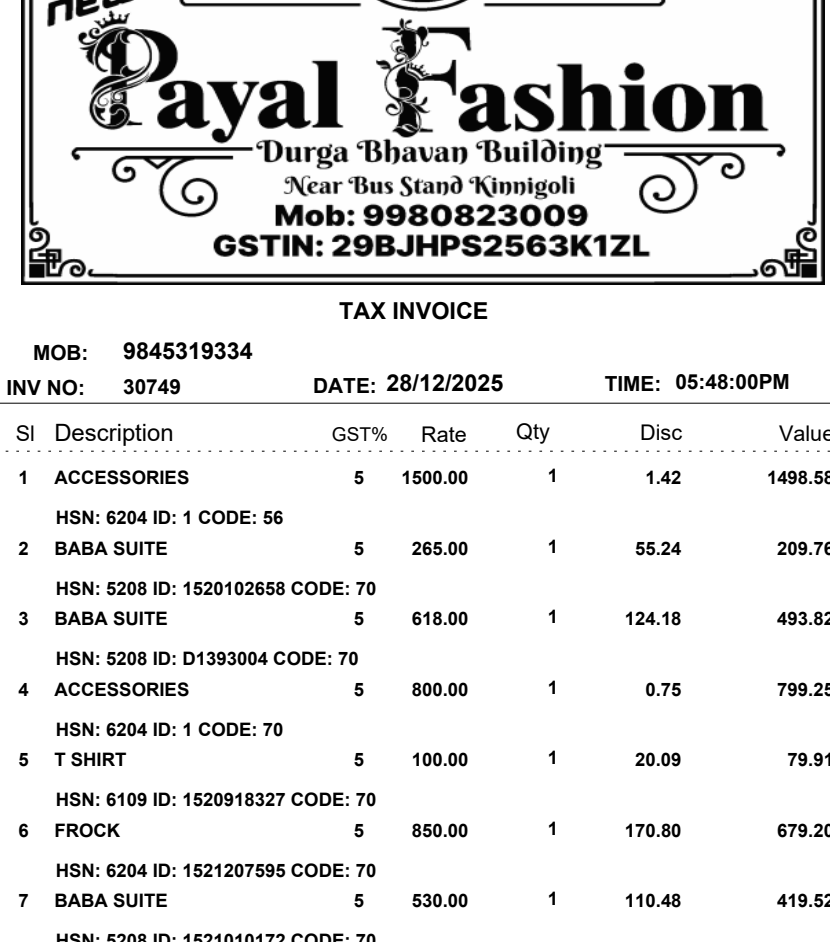 new
Payal Fashion
Durga Bhavan Building
Near Bus Stand Kinnigoli
Mob: 9980823009
GSTIN: 29BJHPS2563K1ZL
TAX INVOICE
MOB: 9845319334
INV NO: 30749 DATE: 28/12/2025 TIME: 05:48:00PM
Sl Description GST% Rate Qty Disc Value
1 ACCESSORIES 5 1500.00 1 1.42 1498.58
HSN: 6204 ID: 1 CODE: 56
2 BABA SUITE 5 265.00 1 55.24 209.76
HSN: 5208 ID: 1520102658 CODE: 70
3 BABA SUITE 5 618.00 1 124.18 493.82
HSN: 5208 ID: D1393004 CODE: 70
4 ACCESSORIES 5 800.00 1 0.75 799.25
HSN: 6204 ID: 1 CODE: 70
5 T SHIRT 5 100.00 1 20.09 79.91
HSN: 6109 ID: 1520918327 CODE: 70
6 FROCK 5 850.00 1 170.80 679.20
HSN: 6204 ID: 1521207595 CODE: 70
7 BABA SUITE 5 530.00 1 110.48 419.52
HSN: 5208 ID: 1521010172 CODE: 70